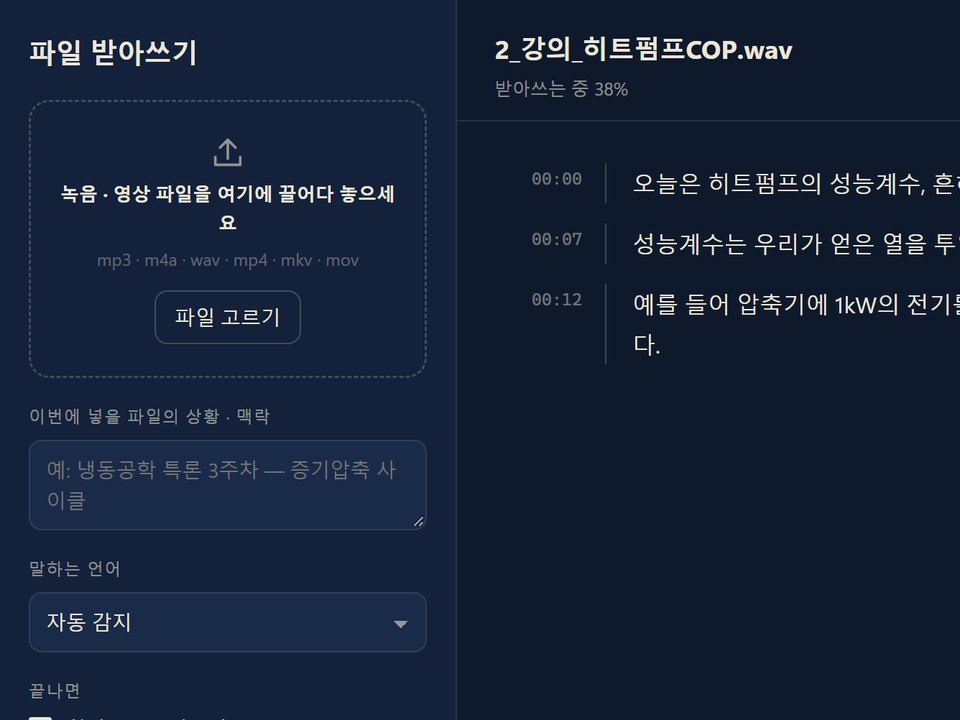 파일 받아쓰기
녹음 · 영상 파일을 여기에 끌어다 놓으세
요
mp3 · m4a · wav · mp4 · mkv · mov
파일 고르기
이번에 넣을 파일의 상황 · 맥락
예: 냉동공학 특론 3주차 — 증기압축 사
이클
말하는 언어
자동 감지
끝나면
2_강의_히트펌프COP.wav
받아쓰는 중 38%
00:00 오늘은 히트펌프의 성능계수,
00:07 성능계수는 우리가 얻은 열을
00:12 예를 들어 압축기에 1kW의
다.